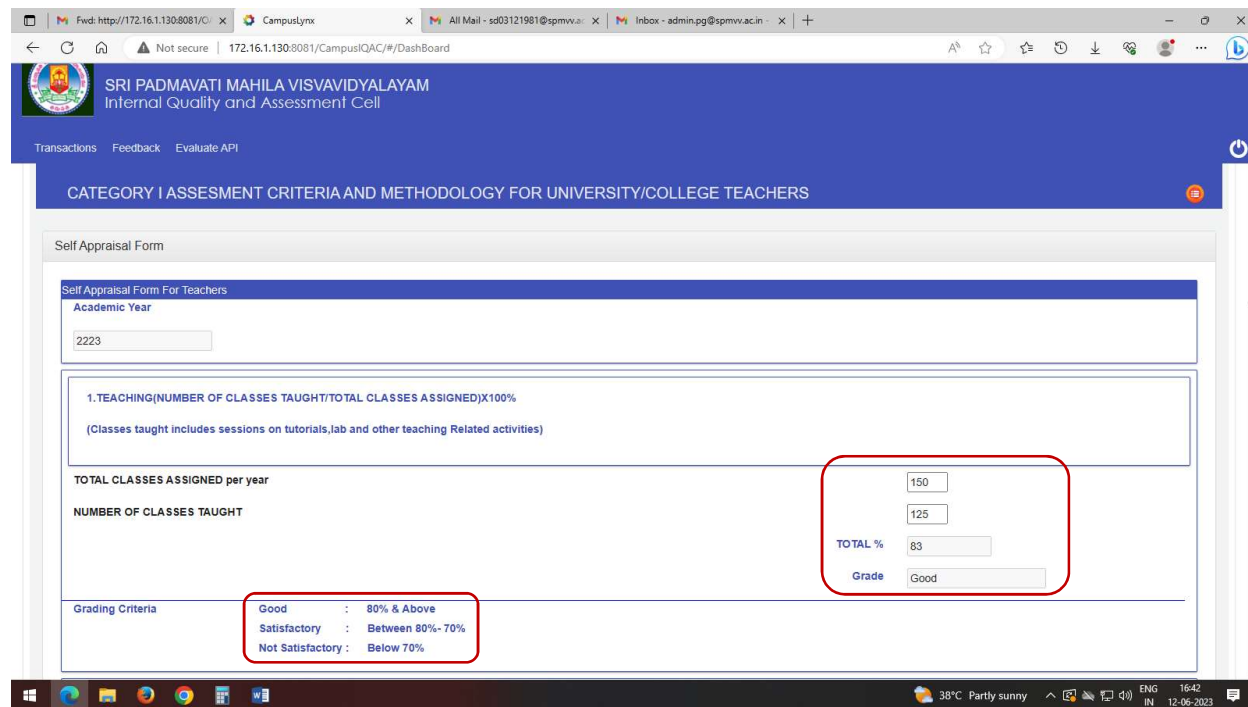 Fwd: http://172.16.1.130:8081/C/
CampusLynx
All Mail - sd03121981@spmvv.ac
Inbox - admin.pg@spmvv.ac.in -
Not secure | 172.16.1.130:8081/CampusIQAC/#/DashBoard
SRI PADMAVATI MAHILA VISVAVIDYALAYAM
Internal Quality and Assessment Cell
Transactions Feedback Evaluate API
CATEGORY I ASSESMENT CRITERIA AND METHODOLOGY FOR UNIVERSITY/COLLEGE TEACHERS
Self Appraisal Form
Self Appraisal Form For Teachers
Academic Year
2223
1.TEACHING(NUMBER OF CLASSES TAUGHT/TOTAL CLASSES ASSIGNED)X100%
(Classes taught includes sessions on tutorials,lab and other teaching Related activities)
TOTAL CLASSES ASSIGNED per year 150
NUMBER OF CLASSES TAUGHT 125
TOTAL % 83
Grade Good
Grading Criteria Good : 80% & Above
Satisfactory : Between 80%- 70%
Not Satisfactory : Below 70%
38°C Partly sunny
ENG
IN
16:42
12-06-2023